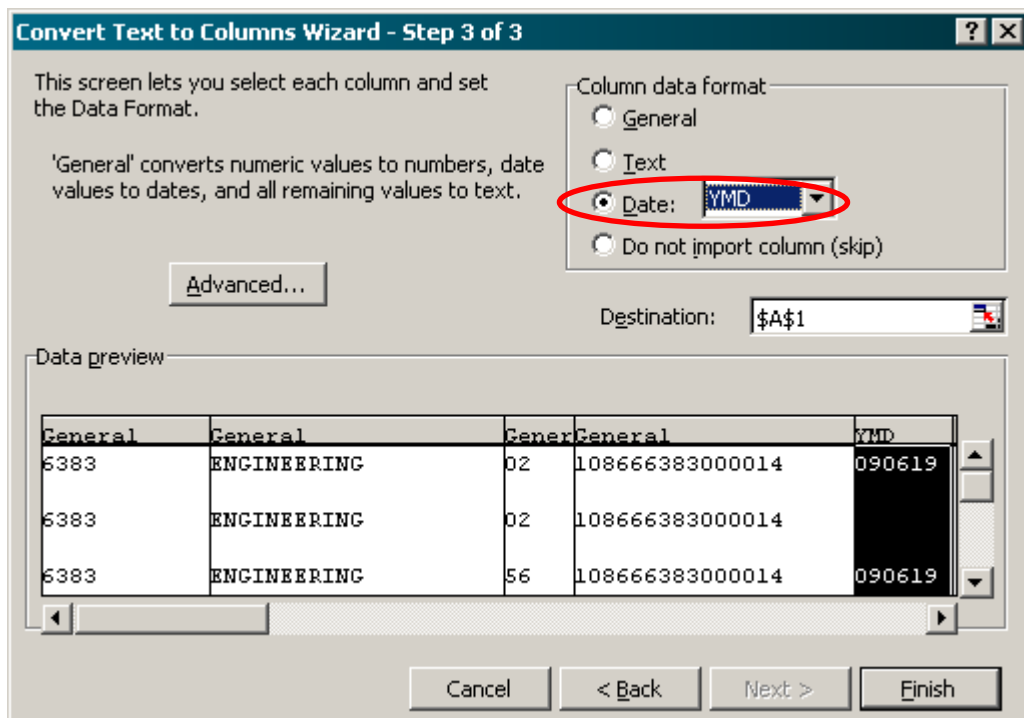 Convert Text to Columns Wizard - Step 3 of 3
This screen lets you select each column and set
the Data Format.
'General' converts numeric values to numbers, date
values to dates, and all remaining values to text.
Advanced...
Column data format
General
Text
Date: YMD
Do not import column (skip)
Destination: $A$1
Data preview
General General Gener General YMD
6383 ENGINEERING 02 108666383000014 090619
6383 ENGINEERING 02 108666383000014
6383 ENGINEERING 56 108666383000014 090619
Cancel < Back Next > Finish